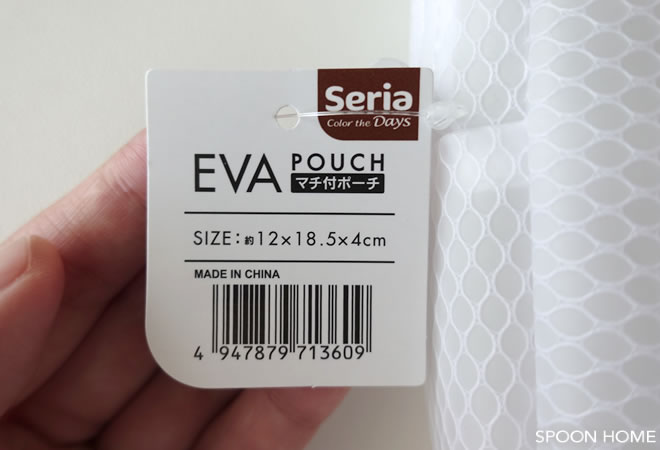 Seria
Color the Days
EVA POUCH
マチ付ポーチ
SIZE:約12×18.5×4cm
MADE IN CHINA
4 947879 713609
SPOON HOME